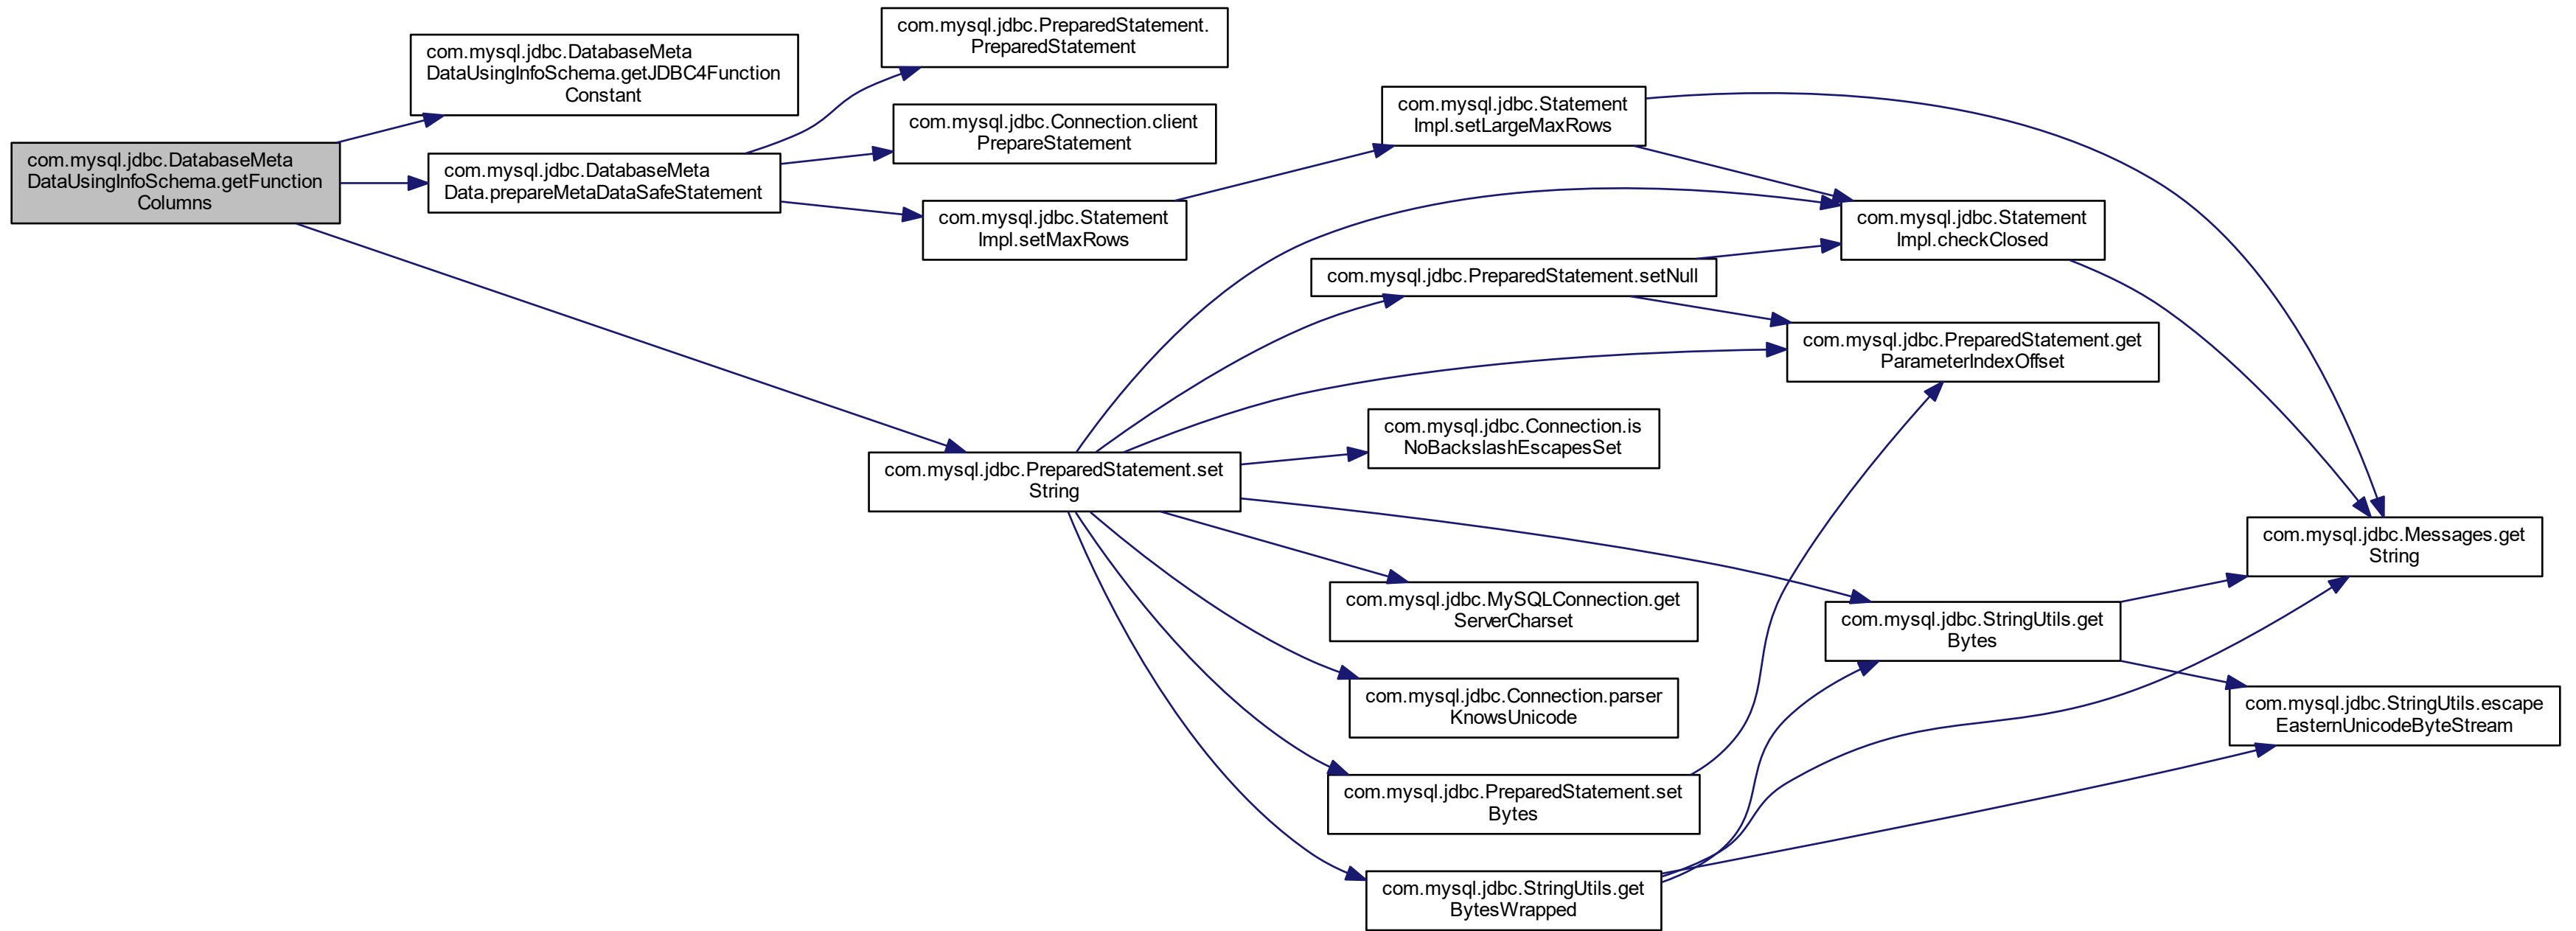 com.mysql.jdbc.DatabaseMeta
DataUsingInfoSchema.getFunction
Columns
com.mysql.jdbc.DatabaseMeta
DataUsingInfoSchema.getJDBC4Function
Constant
com.mysql.jdbc.DatabaseMeta
Data.prepareMetaDataSafeStatement
com.mysql.jdbc.PreparedStatement.
PreparedStatement
com.mysql.jdbc.Connection.client
PrepareStatement
com.mysql.jdbc.Statement
Impl.setMaxRows
com.mysql.jdbc.PreparedStatement.set
String
com.mysql.jdbc.Statement
Impl.setLargeMaxRows
com.mysql.jdbc.PreparedStatement.setNull
com.mysql.jdbc.Connection.is
NoBackslashEscapesSet
com.mysql.jdbc.MySQLConnection.get
ServerCharset
com.mysql.jdbc.Connection.parser
KnowsUnicode
com.mysql.jdbc.PreparedStatement.set
Bytes
com.mysql.jdbc.StringUtils.get
BytesWrapped
com.mysql.jdbc.Statement
Impl.checkClosed
com.mysql.jdbc.PreparedStatement.get
ParameterIndexOffset
com.mysql.jdbc.StringUtils.get
Bytes
com.mysql.jdbc.Messages.get
String
com.mysql.jdbc.StringUtils.escape
EasternUnicodeByteStream